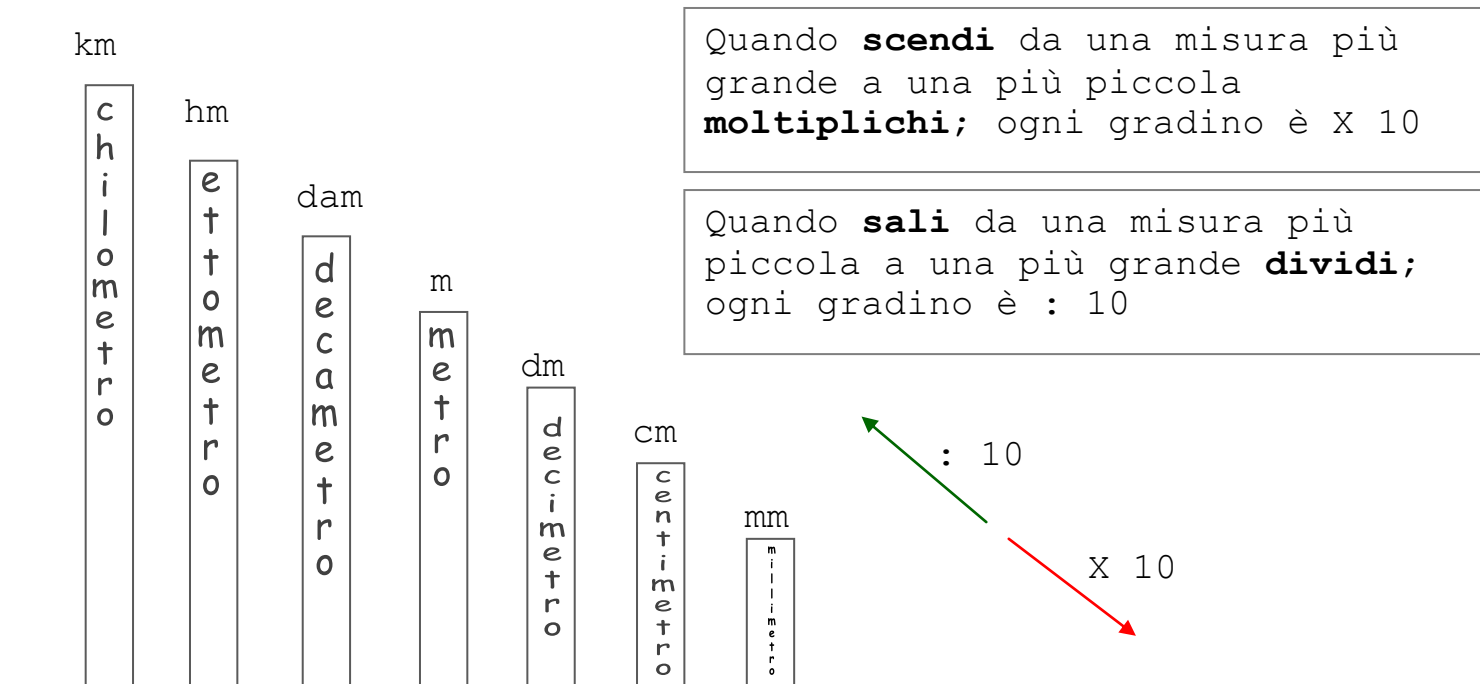 km
chilometro
hm
ettometro
dam
decametro
m
metro
dm
decimetro
cm
centimetro
mm
millimetro
Quando scendi da una misura più
grande a una più piccola
moltiplichi; ogni gradino è X 10
Quando sali da una misura più
piccola a una più grande dividi;
ogni gradino è : 10
: 10
X 10